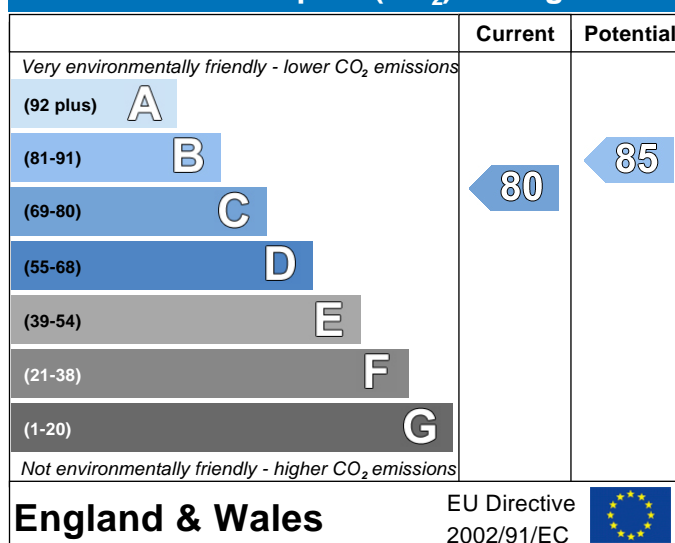 Current Potential
Very environmentally friendly - lower CO₂ emissions
(92 plus) A
(81-91) B
85
(69-80) C
80
(55-68) D
(39-54) E
(21-38) F
(1-20) G
Not environmentally friendly - higher CO₂ emissions
England & Wales
EU Directive
2002/91/EC